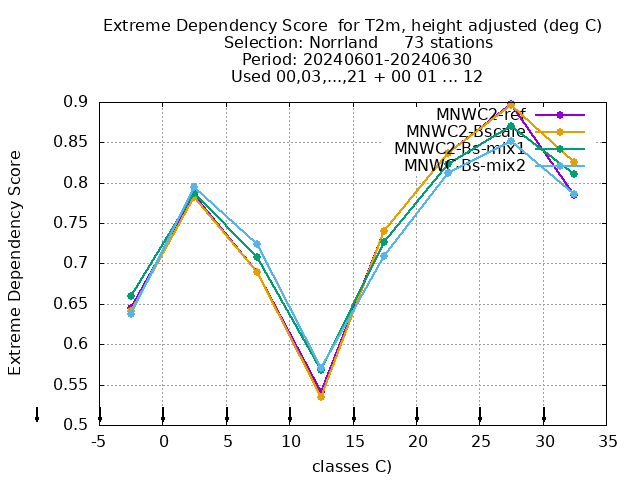 Extreme Dependency Score  for T2m, height adjusted (deg C)
Selection: Norrland     73 stations
Period: 20240601-20240630
Used 00,03,...,21 + 00 01 ... 12
MNWC2-ref
MNWC2-Bscale
MNWC2-Bs-mix1
MNWC-Bs-mix2
Extreme Dependency Score
0.9
0.85
0.8
0.75
0.7
0.65
0.6
0.55
0.5
-5 0 5 10 15 20 25 30 35
classes C)